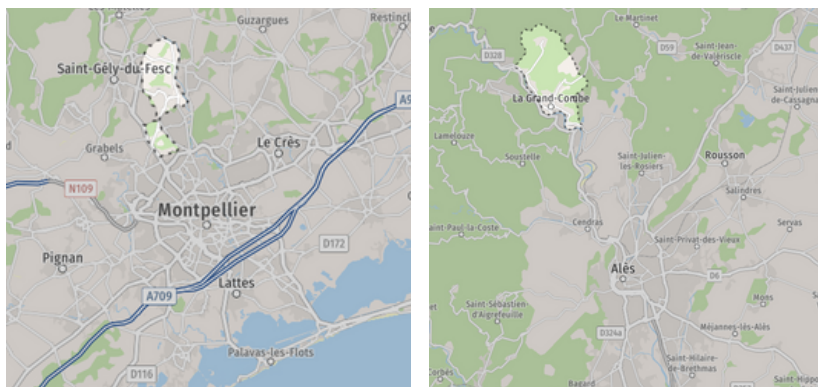 Guzargues
Restincl
Saint-Gély-du-Fesc
A9
Le Crès
Grabels
N109
Montpellier
D172
Pignan
Lattes
A709
Palavas-les-Flots
D116
Le Martinet
D437
D59
Saint-Jean-
de-Valériscle
D328
Saint-Julien
de-Cassagna
La Grand-Combe
Lamelouze
Soustelle
Saint-Julien
les-Rosiers
Rousson
Salindres
Saint-Paul-la-Coste
Cendras
Servas
Saint-Privat-des-Vieux
Alès
D6
Saint-Sébastien
d'Aigrefeuille
Mons
D324a
Méjannes-lès-Alès
Saint-Hilaire-
de-Brethmas
Corbès
Bagard
Saint-Hippo